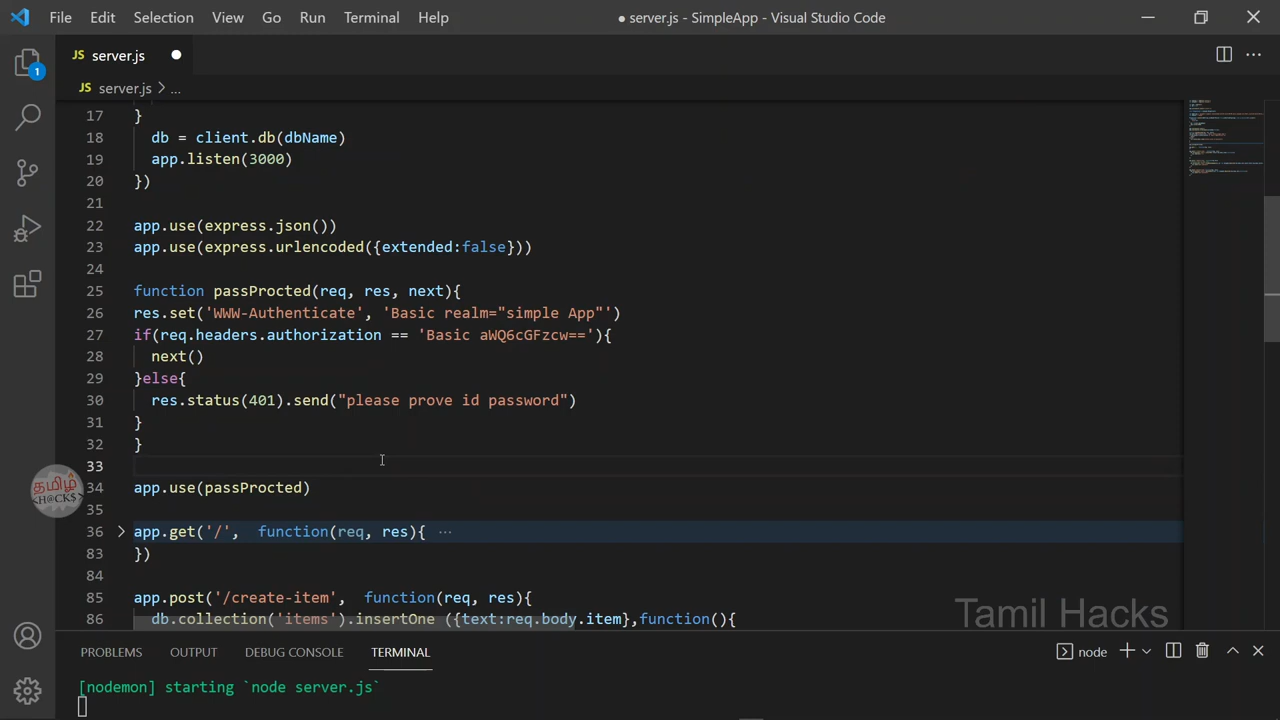 File Edit Selection View Go Run Terminal Help ● server.js - SimpleApp - Visual Studio Code
JS server.js
1
JS server.js > ...
17 }
18 db = client.db(dbName)
19 app.listen(3000)
20 })
21
22 app.use(express.json())
23 app.use(express.urlencoded({extended:false}))
24
25 function passProcted(req, res, next){
26 res.set('WWW-Authenticate', 'Basic realm="simple App"')
27 if(req.headers.authorization == 'Basic aWQ6cGFzcw=='){
28 next()
29 }else{
30 res.status(401).send("please prove id password")
31 }
32 }
33
தமிழ்
<H@CK$>
34 app.use(passProcted)
35
36 app.get('/', function(req, res){ ...
83 })
84
85 app.post('/create-item', function(req, res){
86 db.collection('items').insertOne ({text:req.body.item},function(){
Tamil Hacks
PROBLEMS OUTPUT DEBUG CONSOLE TERMINAL node
[nodemon] starting `node server.js`